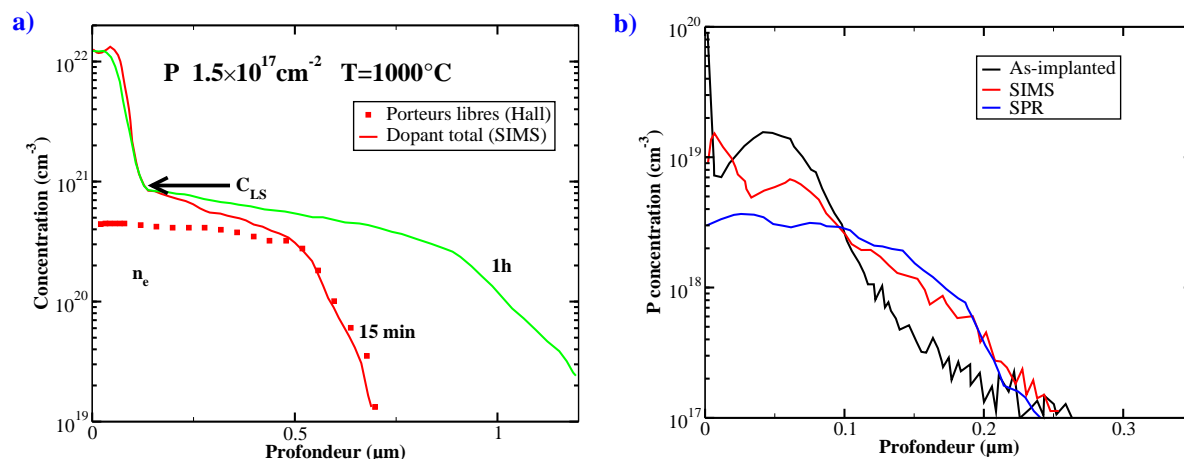 a)
P 1.5×10^17cm^-2 T=1000°C
Porteurs libres (Hall)
Dopant total (SIMS)
C_LS
n_e
1h
15 min
10^22
10^21
10^20
10^19
Concentration (cm^-3)
0
0.5
1
Profondeur (µm)
b)
As-implanted
SIMS
SPR
10^20
10^19
10^18
10^17
P concentration (cm^-3)
0
0.1
0.2
0.3
Profondeur (µm)